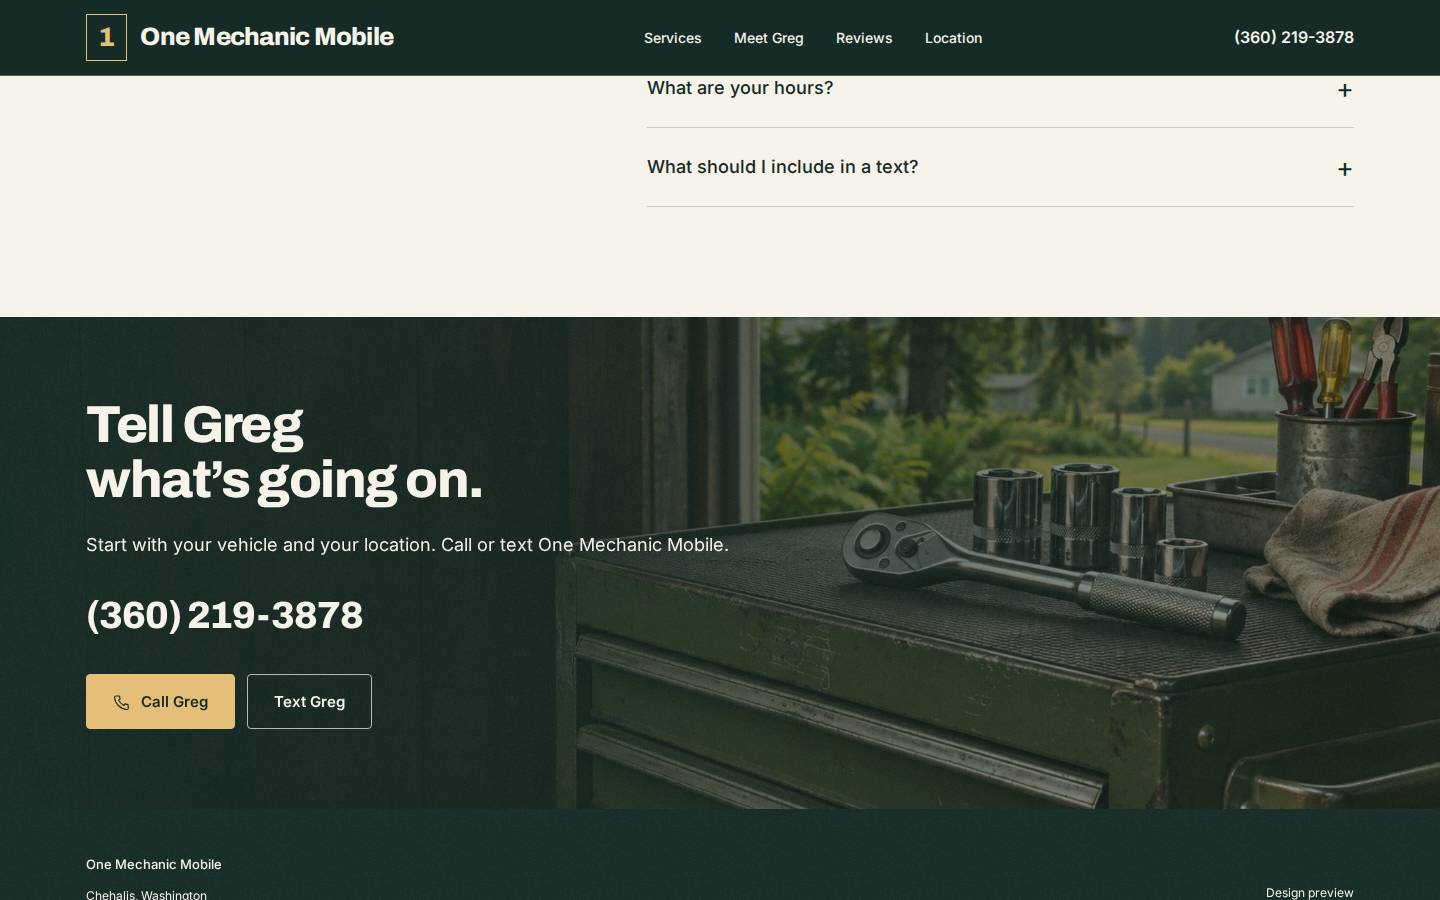 1 One Mechanic Mobile
Services Meet Greg Reviews Location
(360) 219-3878
What are your hours? +
What should I include in a text? +
Tell Greg
what's going on.
Start with your vehicle and your location. Call or text One Mechanic Mobile.
(360) 219-3878
Call Greg
Text Greg
One Mechanic Mobile
Chehalis, Washington
Design preview